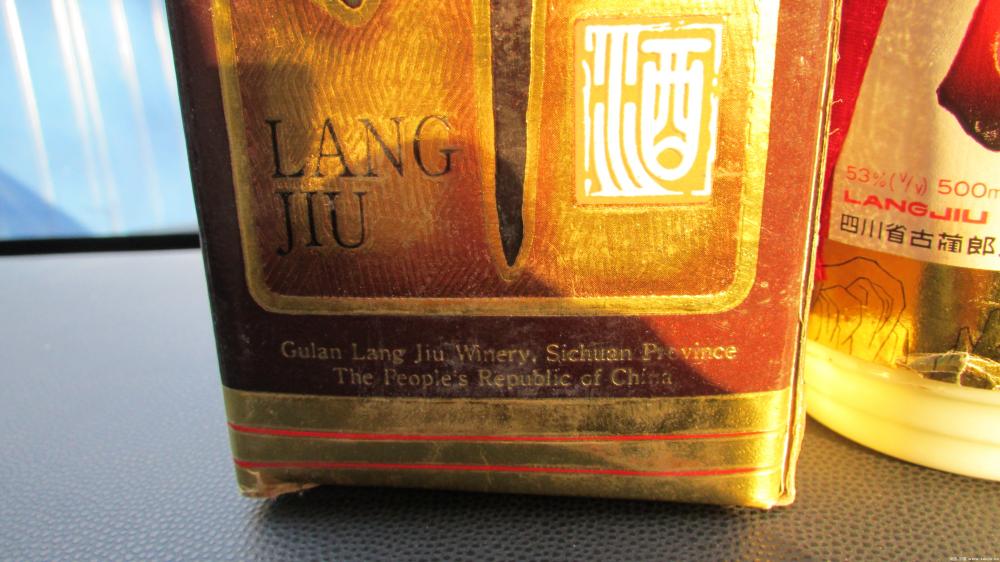 LANG
JIU
酒
Gulan Lang Jiu Winery, Sichuan Province
The People's Republic of China
53%(V/V) 500m
LANGJIU
四川省古蔺郎